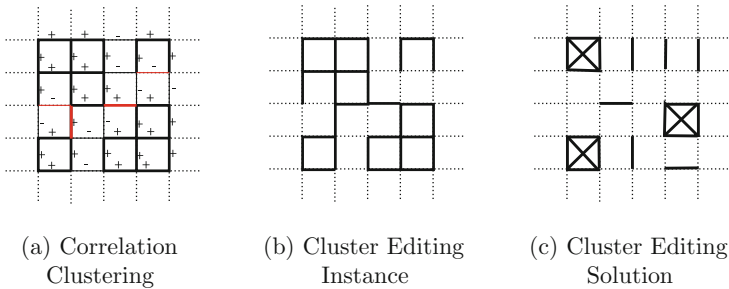 + + - +
+ + - + +
+ + - +
+ + + - -
- + +
- + + - +
+ - - +
+ + + + +
+ - + +
(a) Correlation
Clustering
(b) Cluster Editing
Instance
(c) Cluster Editing
Solution